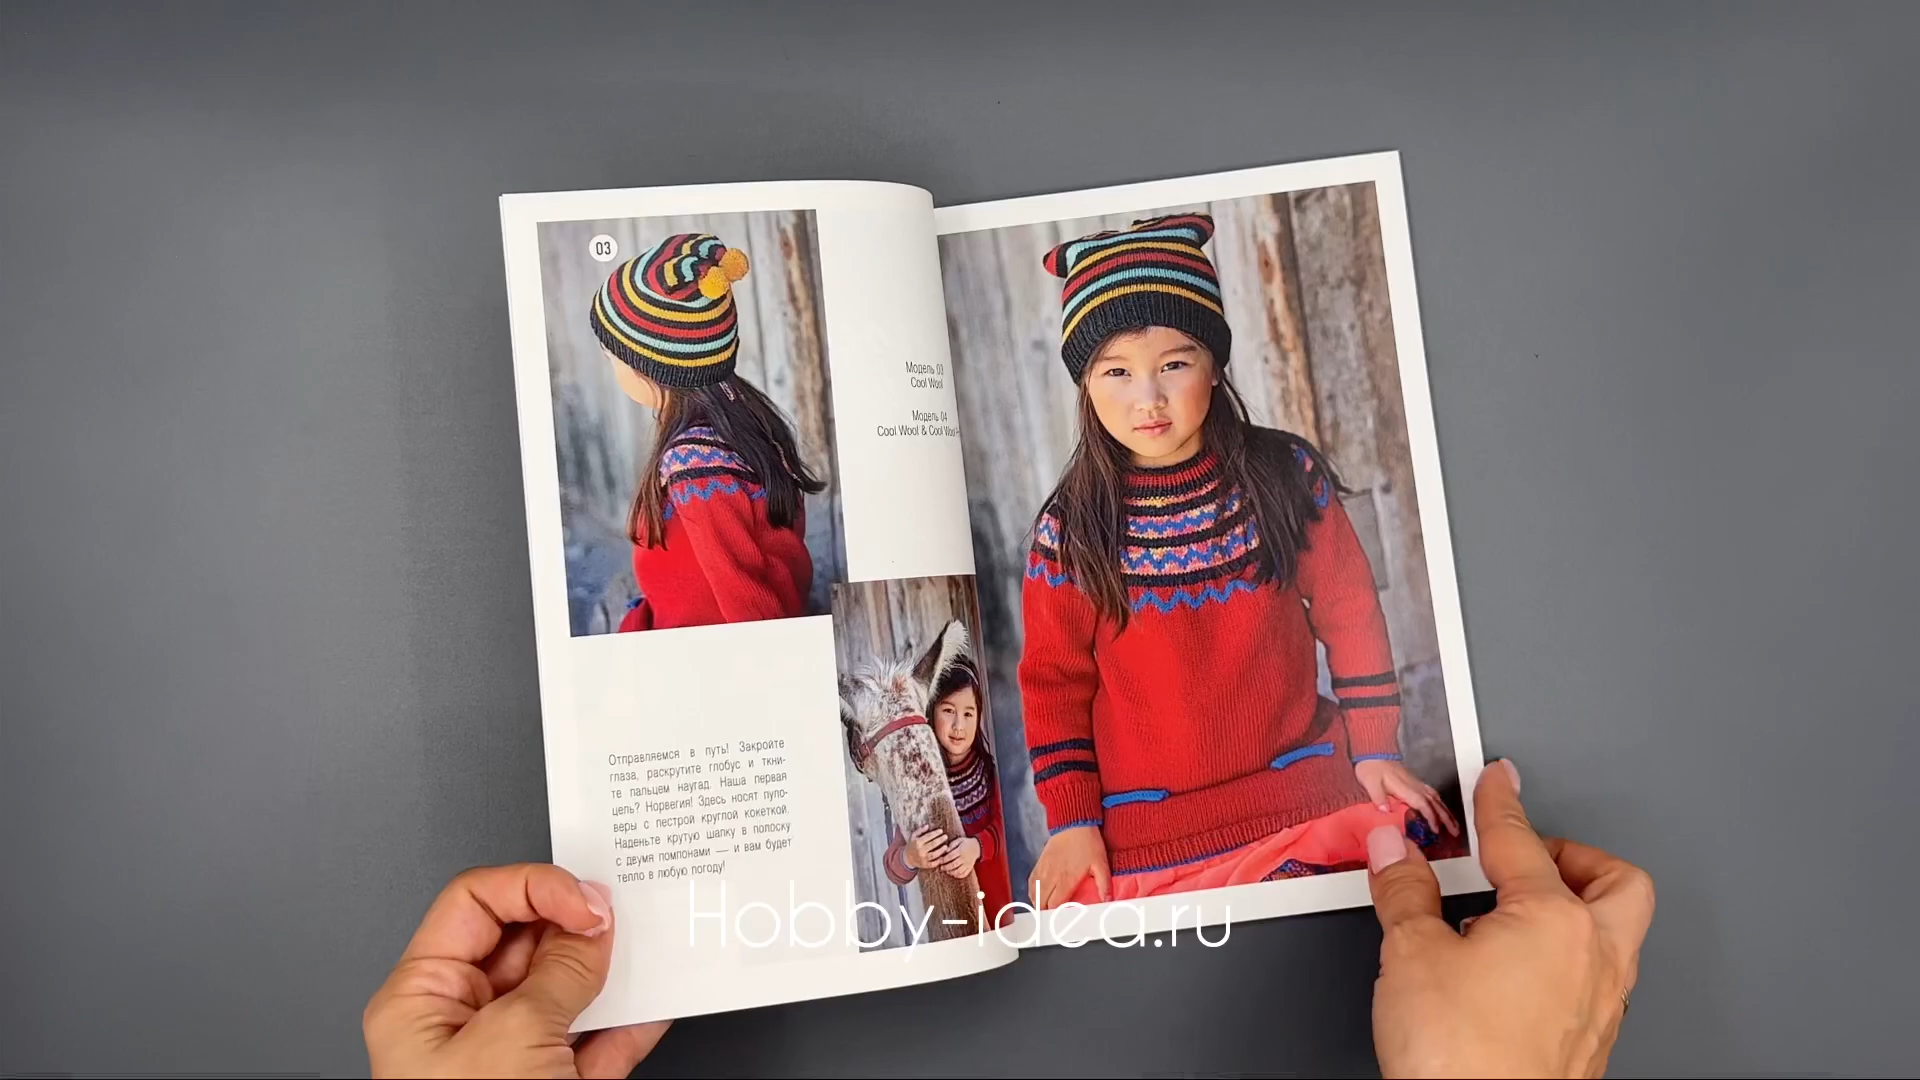 03
Модель 03
Cool Wool
Модель 04
Cool Wool & Cool Wool
Отправляемся в путь! Закройте
глаза, раскрутите глобус и ткни-
те пальцем наугад. Наша первая
цель? Норвегия! Здесь носят пуло-
веры с пестрой круглой кокеткой.
Наденьте крутую шапку в полоску
с двумя помпонами — и вам будет
тепло в любую погоду!
Hobby-idea.ru